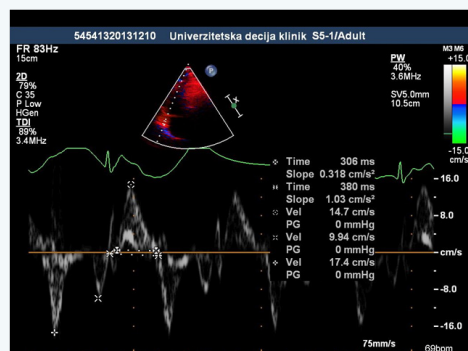 54541320131210 Univerzitetska decija klinik S5-1/Adult
FR 83Hz
15cm
2D
79%
C 35
P Low
HGen
TDI
89%
3.4MHz
P
PW
40%
3.6MHz
SV5.0mm
10.5cm
M3 M6
+15.0
-15.0
cm/s
Time 306 ms
Slope 0.318 cm/s²
Time 380 ms
Slope 1.03 cm/s²
Vel 14.7 cm/s
PG 0 mmHg
Vel 9.94 cm/s
PG 0 mmHg
Vel 17.4 cm/s
PG 0 mmHg
16.0
8.0
cm/s
-8.0
-16.0
75mm/s
69bpm